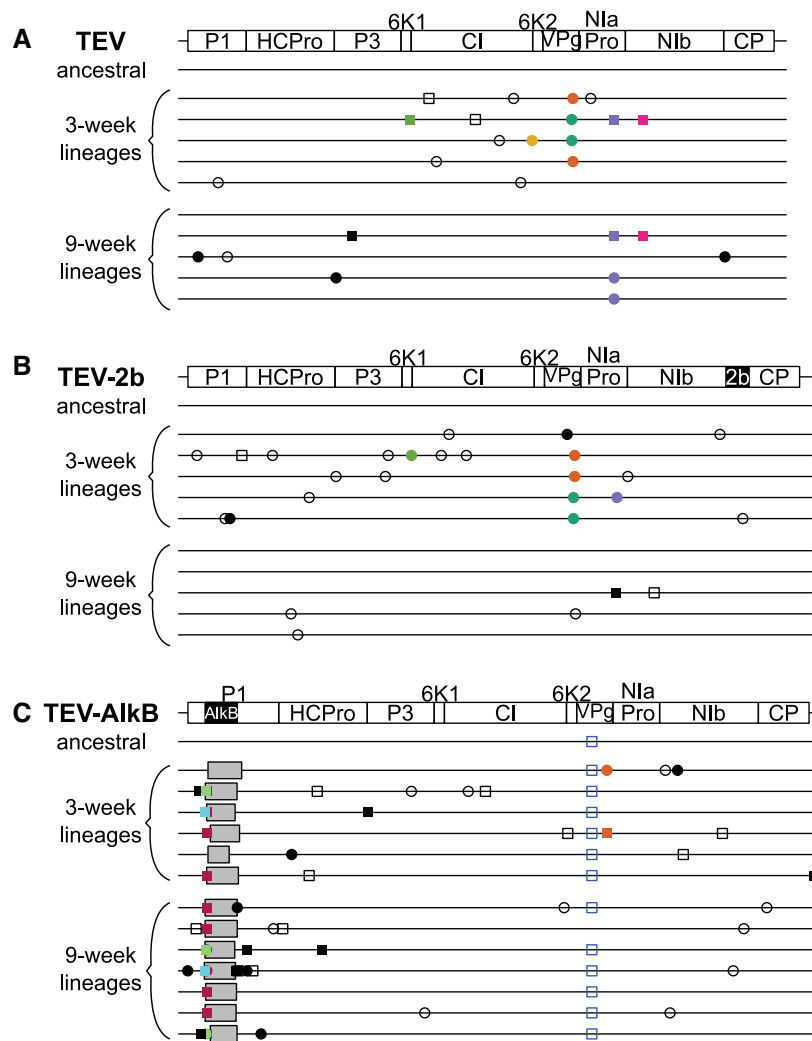 6K1 6K2 NIa
A TEV P1 HCPro P3 CI VPg Pro NIb CP
ancestral
3-week
lineages
9-week
lineages
6K1 6K2 NIa
B TEV-2b P1 HCPro P3 CI VPg Pro NIb 2b CP
ancestral
3-week
lineages
9-week
lineages
P1 6K1 6K2 NIa
C TEV-AlkB AlkB HCPro P3 CI VPg Pro NIb CP
ancestral
3-week
lineages
9-week
lineages